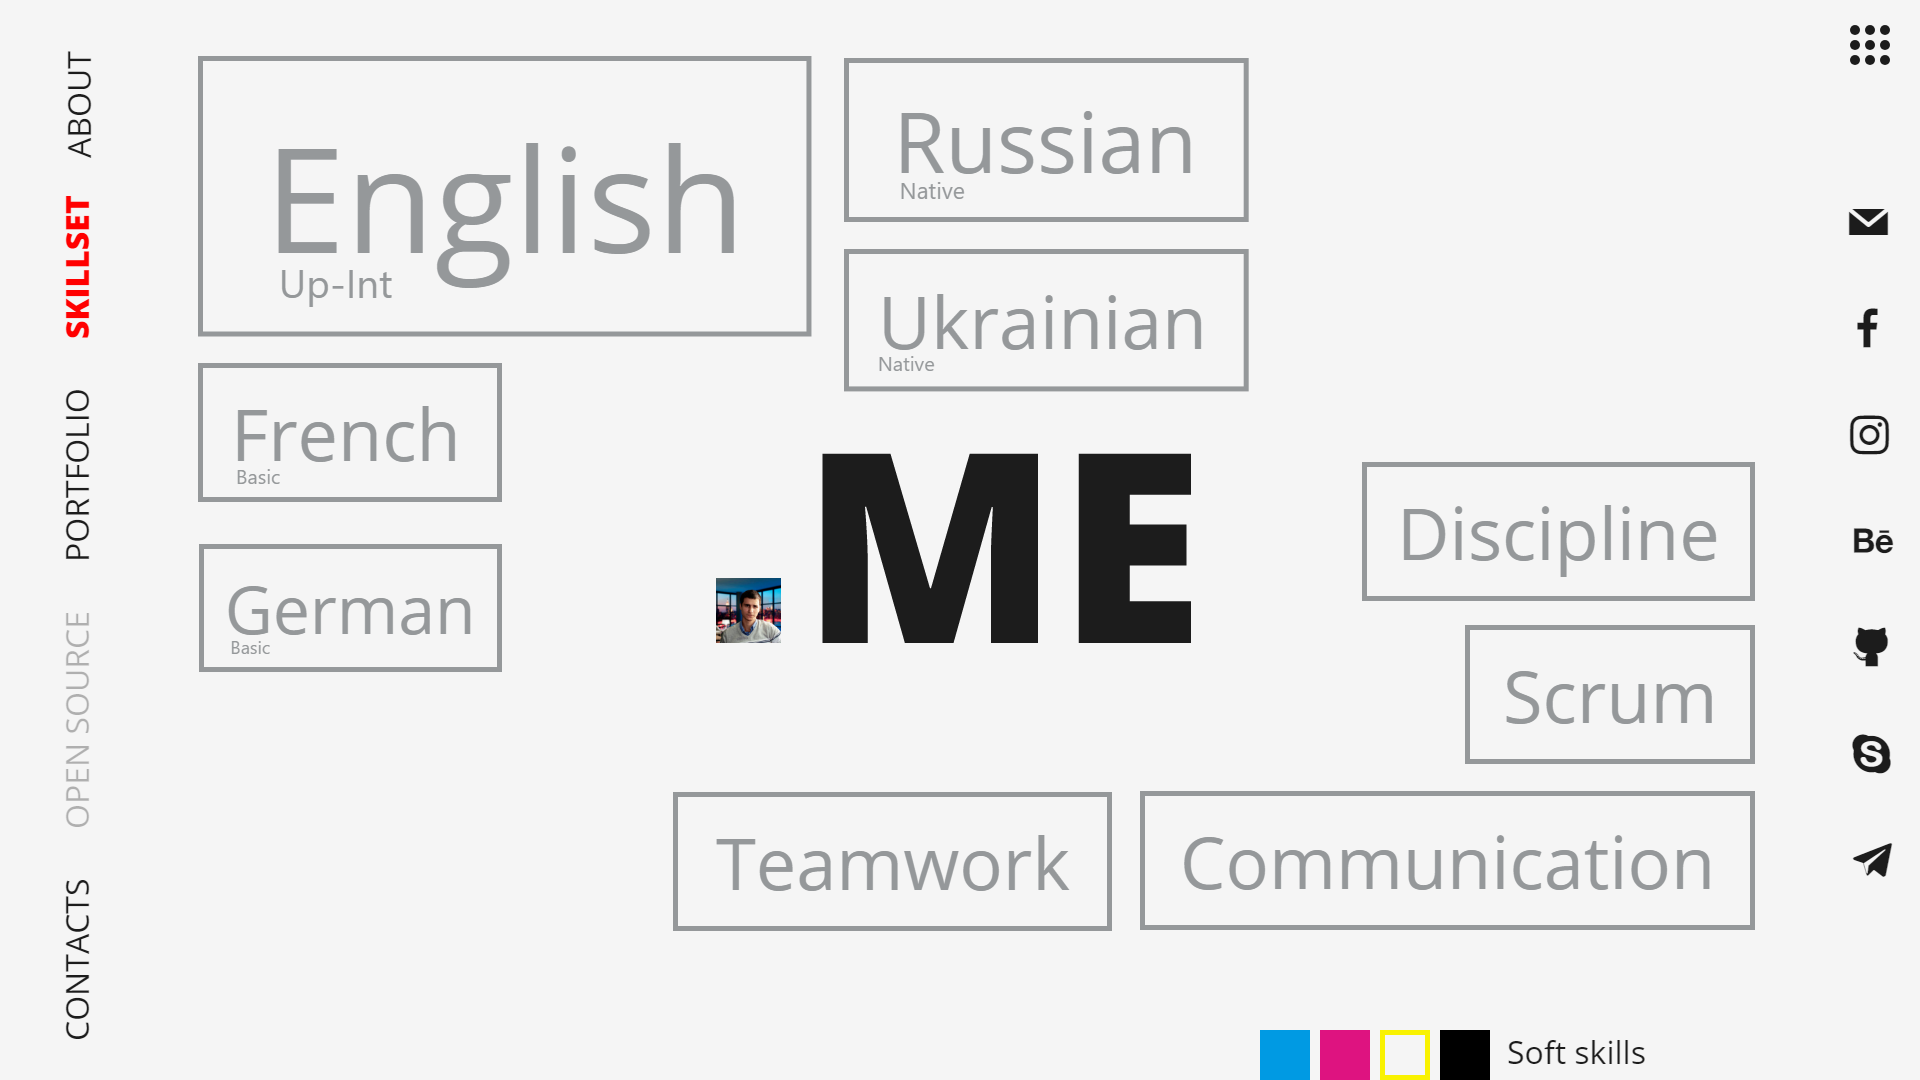 ABOUT
SKILLSET
PORTFOLIO
OPEN SOURCE
CONTACTS
English
Up-Int
Russian
Native
Ukrainian
Native
French
Basic
German
Basic
ME
Discipline
Scrum
Teamwork
Communication
Soft skills
Bē